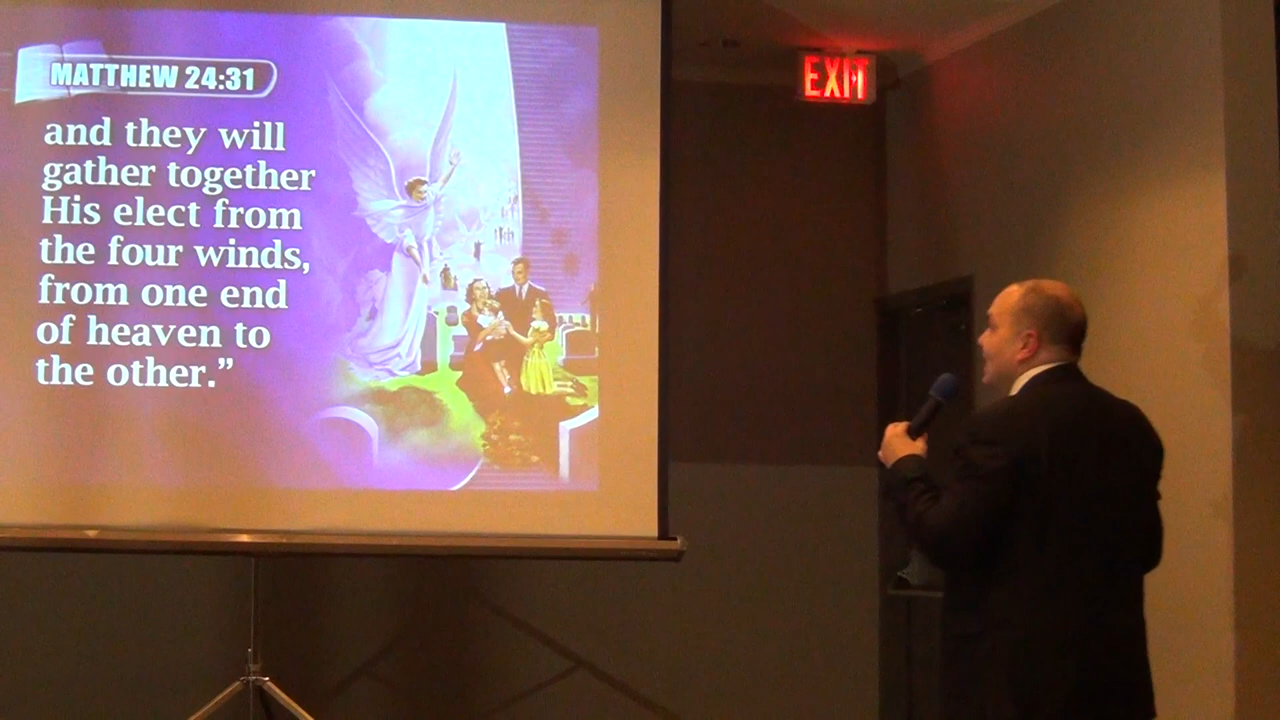 MATTHEW 24:31
and they will
gather together
His elect from
the four winds,
from one end
of heaven to
the other.”
EXIT